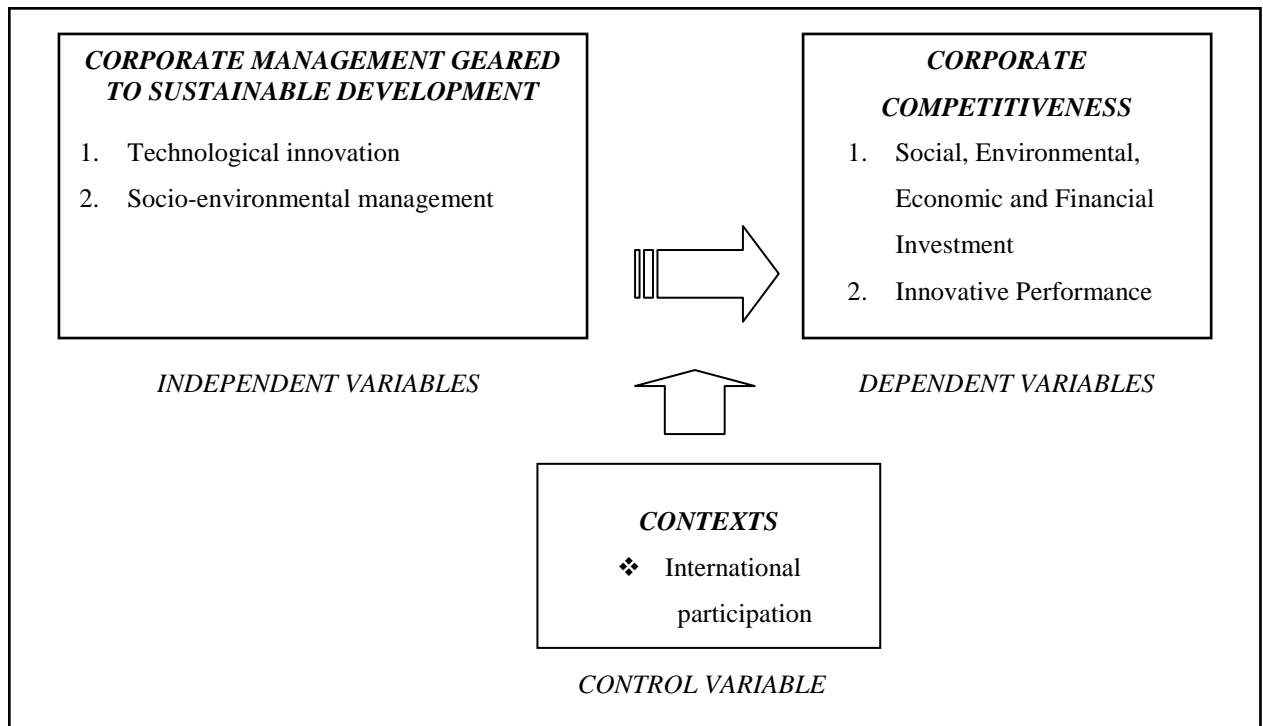 CORPORATE MANAGEMENT GEARED
TO SUSTAINABLE DEVELOPMENT
1. Technological innovation
2. Socio-environmental management
INDEPENDENT VARIABLES
CORPORATE
COMPETITIVENESS
1. Social, Environmental,
Economic and Financial
Investment
2. Innovative Performance
DEPENDENT VARIABLES
CONTEXTS
❖ International
participation
CONTROL VARIABLE